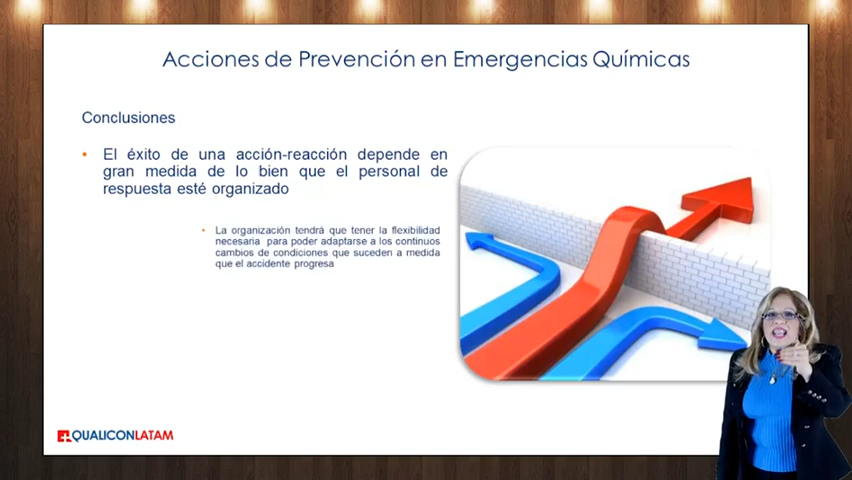 Acciones de Prevención en Emergencias Químicas
Conclusiones
• El éxito de una acción-reacción depende en
gran medida de lo bien que el personal de
respuesta esté organizado
• La organización tendrá que tener la flexibilidad
necesaria para poder adaptarse a los continuos
cambios de condiciones que suceden a medida
que el accidente progresa
QUALICONLATAM